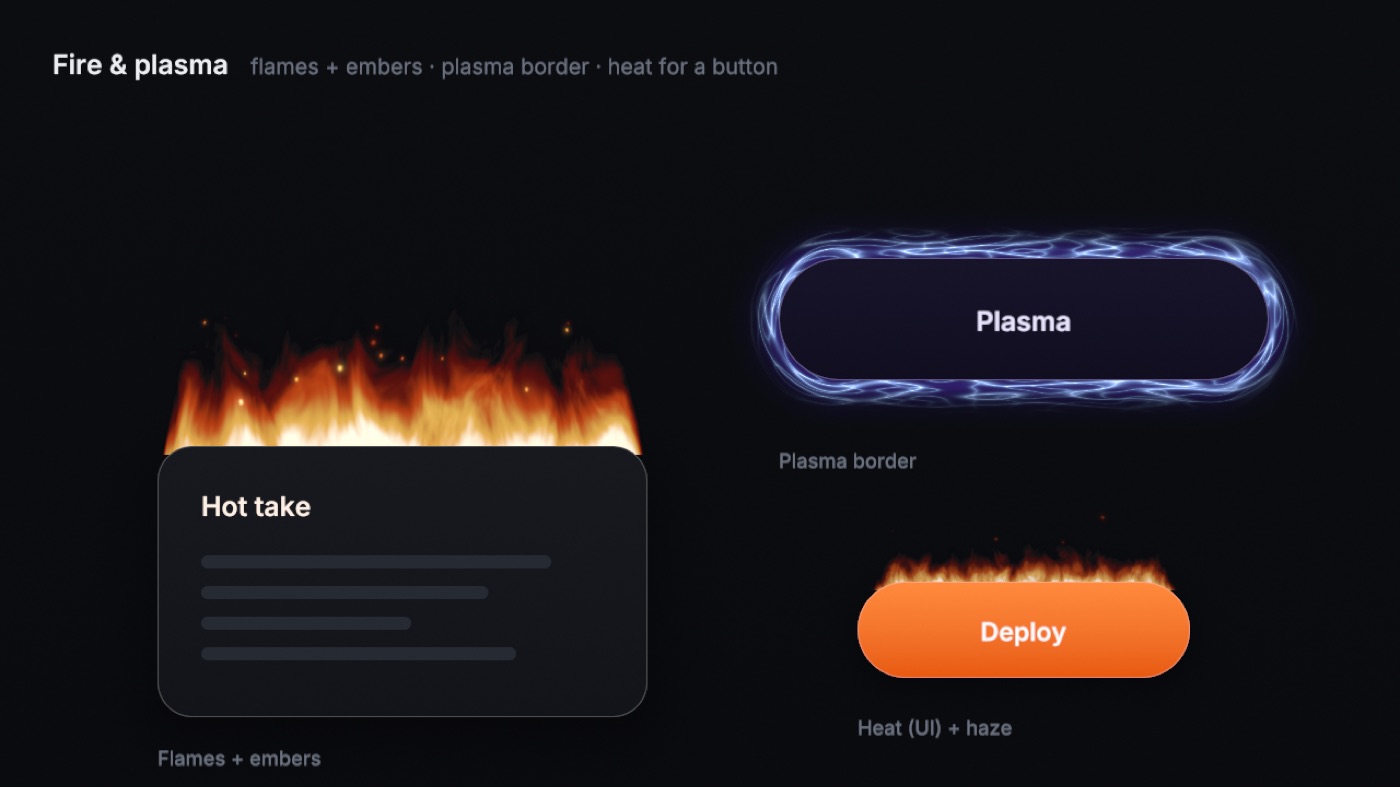 Fire & plasma flames + embers · plasma border · heat for a button
Plasma
Plasma border
Hot take
Deploy
Heat (UI) + haze
Flames + embers